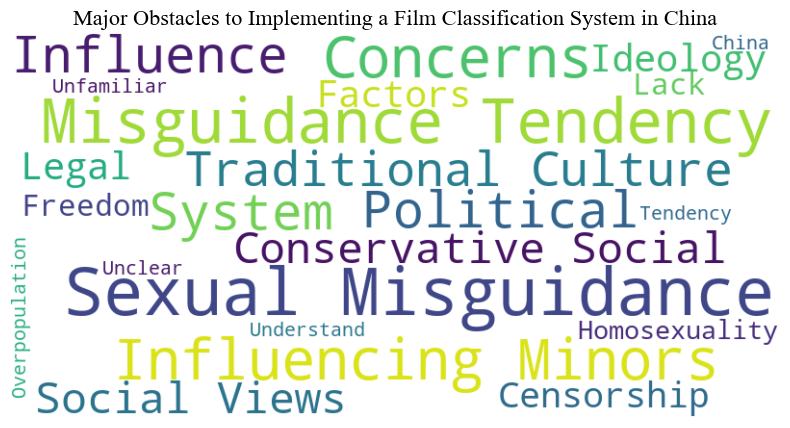 Major Obstacles to Implementing a Film Classification System in China
Influence
Concerns
China
Ideology
Unfamiliar
Factors
Lack
Misguidance Tendency
Legal
Traditional Culture
Freedom
System
Political
Tendency
Conservative Social
Unclear
Overpopulation
Sexual Misguidance
Understand
Homosexuality
Influencing Minors
Social Views
Censorship